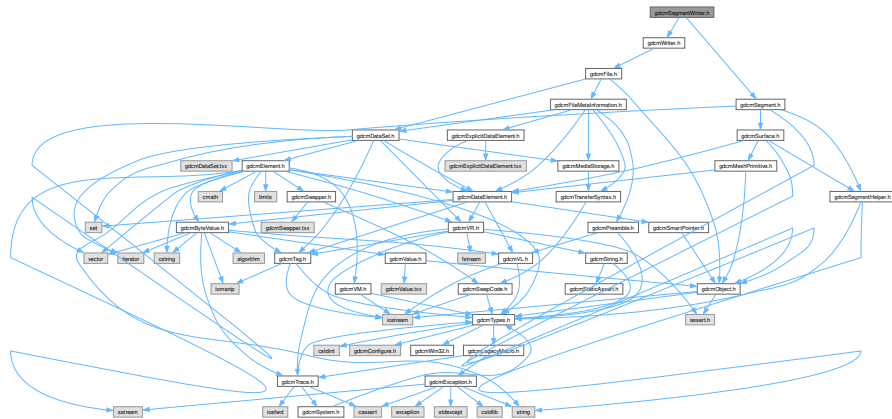 gdcmSegmentWriter.h
gdcmWriter.h
gdcmFile.h
gdcmFileMetaInformation.h
gdcmSegment.h
gdcmDataSet.h
gdcmExplicitDataElement.h
gdcmSurface.h
gdcmDataSet.txx
gdcmElement.h
gdcmExplicitDataElement.txx
gdcmMediaStorage.h
gdcmMeshPrimitive.h
cmath
limits
gdcmSwapper.h
gdcmDataElement.h
gdcmTransferSyntax.h
gdcmSegmentHelper.h
set
gdcmByteValue.h
gdcmSwapper.txx
gdcmVR.h
gdcmPreamble.h
gdcmSmartPointer.h
vector
iterator
cstring
algorithm
gdcmTag.h
gdcmValue.h
fstream
gdcmVL.h
gdcmString.h
iomanip
gdcmVM.h
gdcmValue.txx
gdcmSwapCode.h
gdcmStaticAssert.h
gdcmObject.h
iostream
gdcmTypes.h
assert.h
cstdint
gdcmConfigure.h
gdcmWin32.h
gdcmLegacyMacro.h
gdcmTrace.h
gdcmException.h
sstream
iosfwd
gdcmSystem.h
cassert
exception
stdexcept
cstdlib
string